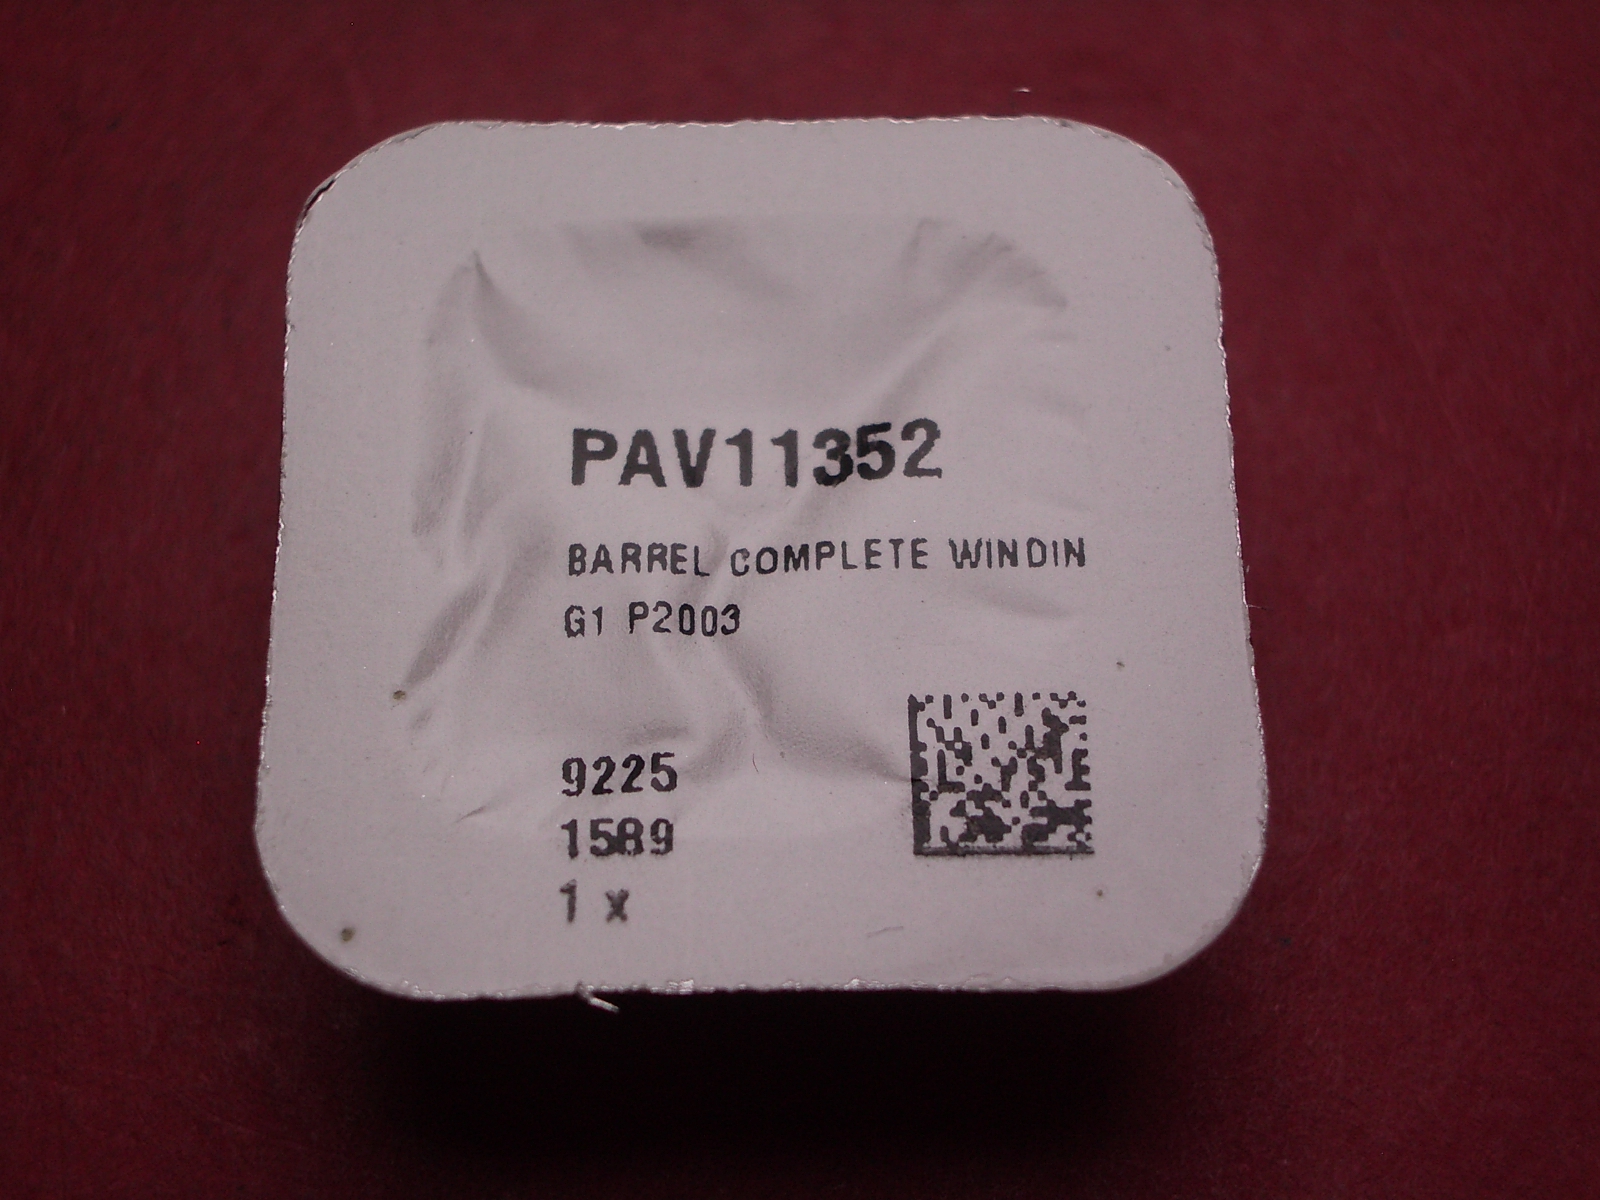 PAV11352
BARREL COMPLETE WINDIN
G1 P2003
9225
1589
1 x